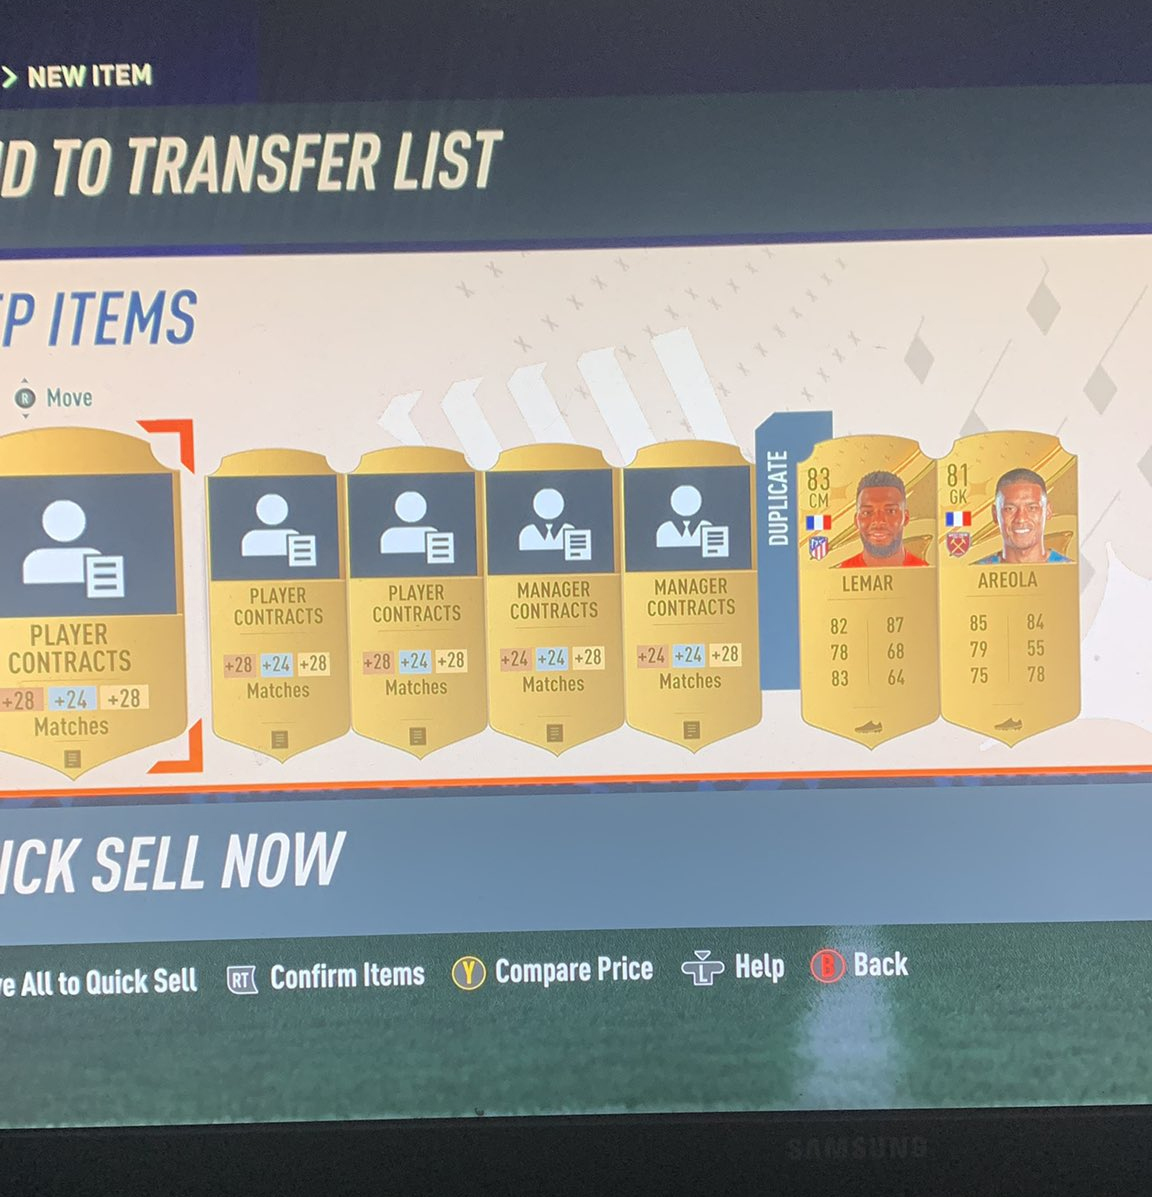 > NEW ITEM
D TO TRANSFER LIST
P ITEMS
R Move
PLAYER
CONTRACTS
+28 +24 +28
Matches
PLAYER
CONTRACTS
+28 +24 +28
Matches
PLAYER
CONTRACTS
+28 +24 +28
Matches
MANAGER
CONTRACTS
+24 +24 +28
Matches
MANAGER
CONTRACTS
+24 +24 +28
Matches
DUPLICATE
83
CM
LEMAR
82 87
78 68
83 64
81
GK
AREOLA
85 84
79 55
75 78
ICK SELL NOW
e All to Quick Sell RT Confirm Items Y Compare Price L Help B Back
SAMSUNG